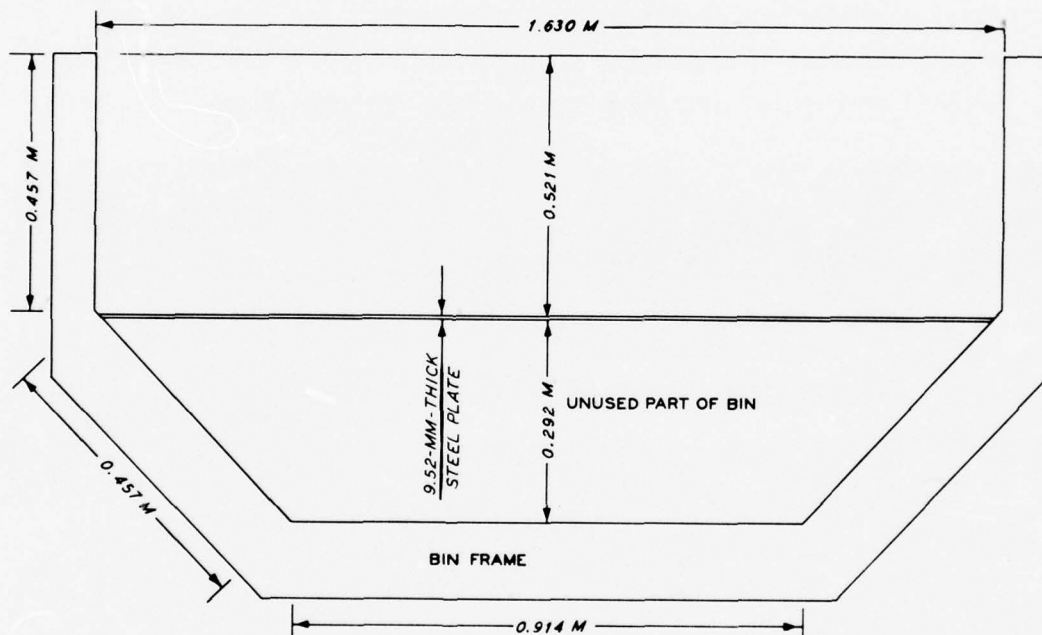 1.630 M
0.457 M
0.521 M
9.52-MM-THICK
STEEL PLATE
0.292 M
UNUSED PART OF BIN
0.457 M
BIN FRAME
0.914 M